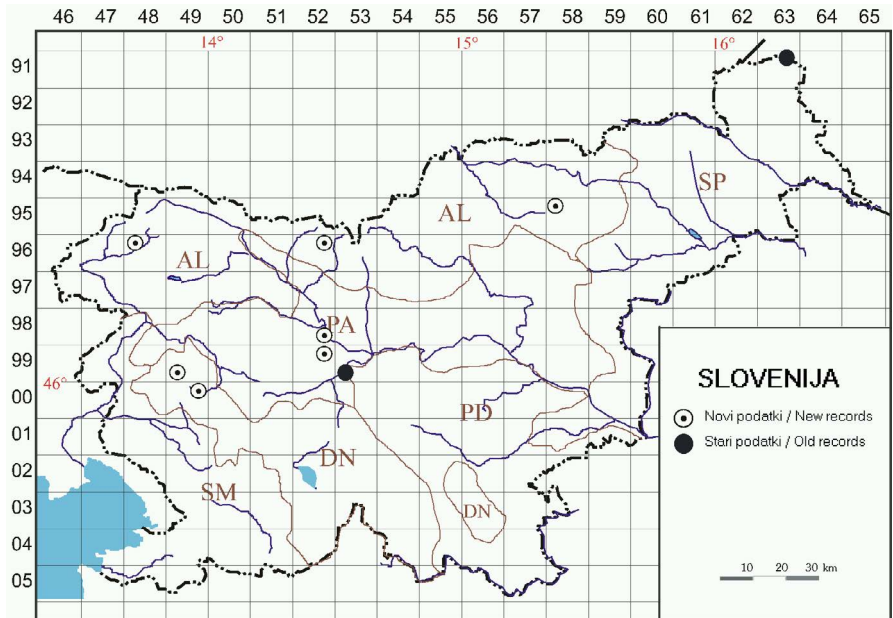 46 47 48 49 50 51 52 53 54 55 56 57 58 59 60 61 62 63 64 65
14° 15° 16°
91
92
93
94
SP
95
AL
96
AL
97
98
PA
99
46°
00
SLOVENIJA
Novi podatki / New records
PD
01
Stari podatki / Old records
02
DN
SM
03
DN
04
05
10 20 30 km